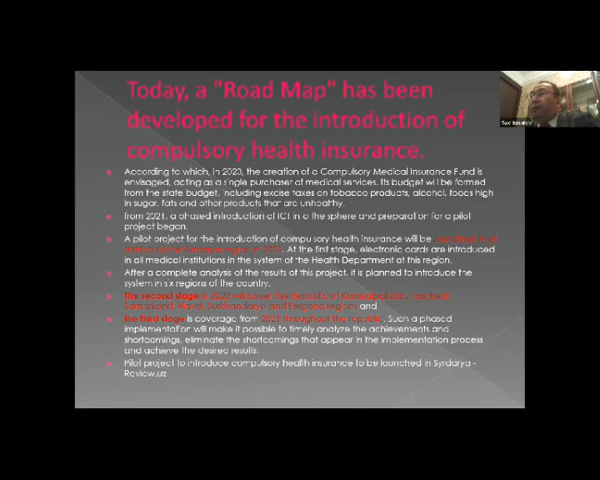 Today, a "Road Map" has been
developed for the introduction of
compulsory health insurance.
According to which, in 2020, the creation of a Compulsory Medical Insurance Fund is
envisaged, acting as a single purchaser of medical services. Its budget will be formed
from the state budget, including excise taxes on tobacco products, alcohol, foods high
in sugar, fats and other products that are unhealthy.
from 2021, a phased introduction of ICT in a the sphere and preparation for a pilot
project began.
A pilot project for the introduction of compulsory health insurance will be
At the first stage, electronic cards are introduced
in all medical institutions in the system of the Health Department of this region.
After a complete analysis of the results of this project, it is planned to introduce the
system in six regions of the country.
The second stage in 2023 will cover the Republic of Karakalpakstan, Tashkent,
Samarkand, Navoi, Surkhandarya and Fergana regions and
The third stage is coverage from 2025 throughout the republic. Such a phased
implementation will make it possible to timely analyze the achievements and
shortcomings, eliminate the shortcomings that appear in the implementation process
and achieve the desired results.
Pilot project to introduce compulsory health insurance to be launched in Syrdarya -
Review.uz